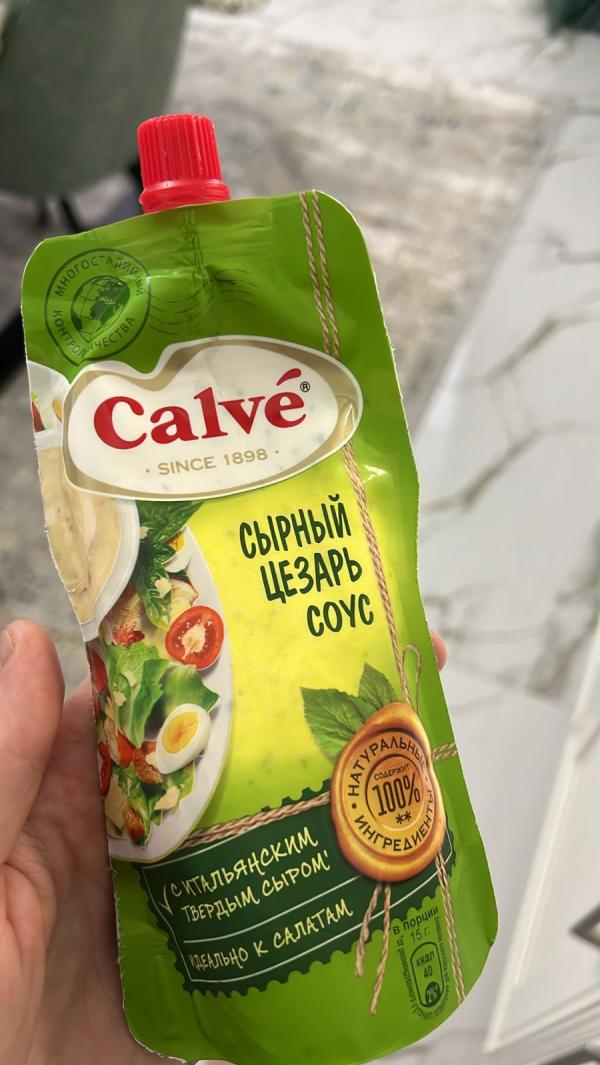 МНОГОСТАДИЙНЫЙ
КОНТРОЛЬ КАЧЕСТВА
Calvé®
· SINCE 1898 ·
СЫРНЫЙ
ЦЕЗАРЬ
СОУС
НАТУРАЛЬНЫЕ
СОДЕРЖИТ
100%
**
ИНГРЕДИЕНТЫ
С ИТАЛЬЯНСКИМ
ТВЕРДЫМ СЫРОМ*
ИДЕАЛЬНО К САЛАТАМ
В ПОРЦИИ
15 г:
ккал
40
2%